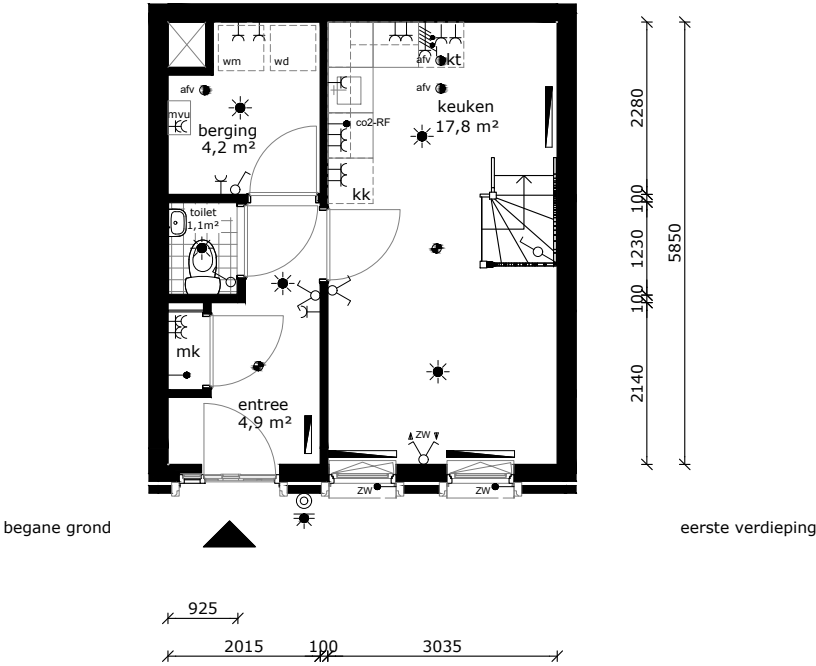 wm
wd
kt
afv
afv
afv
mvu
berging
4,2 m²
keuken
17,8 m²
co2-RF
kk
toilet
1,1m²
mk
entree
4,9 m²
ZW
ZW
ZW
2280
100
1230
100
2140
5850
begane grond
eerste verdieping
925
2015
100
3035